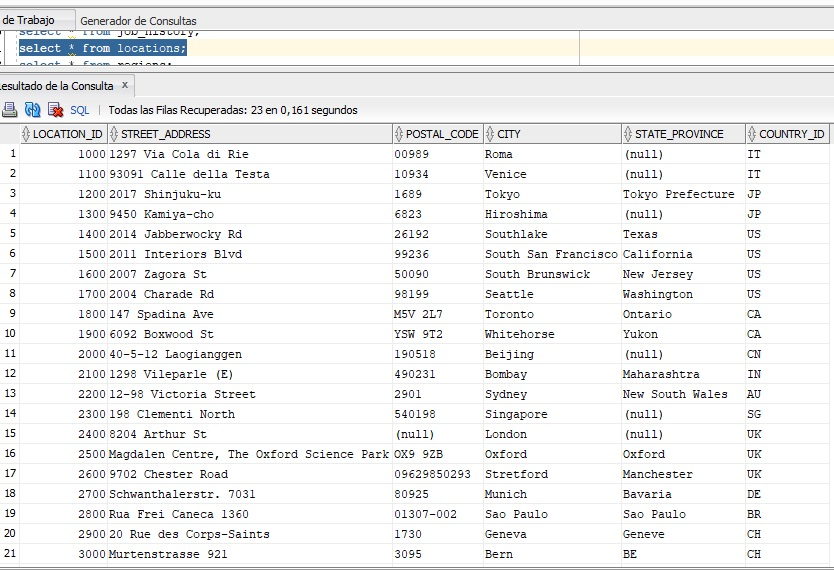 de Trabajo Generador de Consultas
select * from job_history;
select * from locations;
select * from regions;
esultado de la Consulta x
SQL | Todas las Filas Recuperadas: 23 en 0,161 segundos
LOCATION_ID STREET_ADDRESS POSTAL_CODE CITY STATE_PROVINCE COUNTRY_ID
1 1000 1297 Via Cola di Rie 00989 Roma (null) IT
2 1100 93091 Calle della Testa 10934 Venice (null) IT
3 1200 2017 Shinjuku-ku 1689 Tokyo Tokyo Prefecture JP
4 1300 9450 Kamiya-cho 6823 Hiroshima (null) JP
5 1400 2014 Jabberwocky Rd 26192 Southlake Texas US
6 1500 2011 Interiors Blvd 99236 South San Francisco California US
7 1600 2007 Zagora St 50090 South Brunswick New Jersey US
8 1700 2004 Charade Rd 98199 Seattle Washington US
9 1800 147 Spadina Ave M5V 2L7 Toronto Ontario CA
10 1900 6092 Boxwood St YSW 9T2 Whitehorse Yukon CA
11 2000 40-5-12 Laogianggen 190518 Beijing (null) CN
12 2100 1298 Vileparle (E) 490231 Bombay Maharashtra IN
13 2200 12-98 Victoria Street 2901 Sydney New South Wales AU
14 2300 198 Clementi North 540198 Singapore (null) SG
15 2400 8204 Arthur St (null) London (null) UK
16 2500 Magdalen Centre, The Oxford Science Park OX9 9ZB Oxford Oxford UK
17 2600 9702 Chester Road 09629850293 Stretford Manchester UK
18 2700 Schwanthalerstr. 7031 80925 Munich Bavaria DE
19 2800 Rua Frei Caneca 1360 01307-002 Sao Paulo Sao Paulo BR
20 2900 20 Rue des Corps-Saints 1730 Geneva Geneve CH
21 3000 Murtenstrasse 921 3095 Bern BE CH